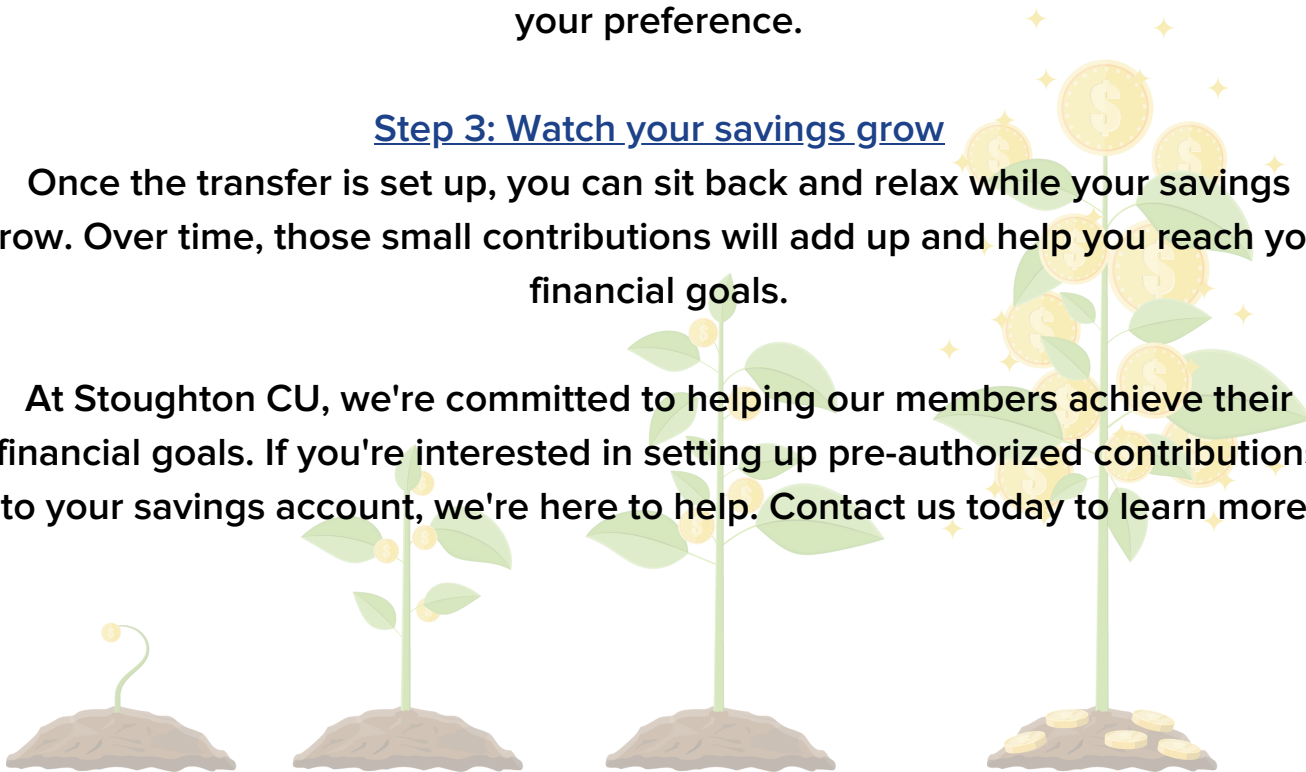 your preference.
Step 3: Watch your savings grow
Once the transfer is set up, you can sit back and relax while your savings
row. Over time, those small contributions will add up and help you reach yo
financial goals.
At Stoughton CU, we're committed to helping our members achieve their
financial goals. If you're interested in setting up pre-authorized contributions
to your savings account, we're here to help. Contact us today to learn more